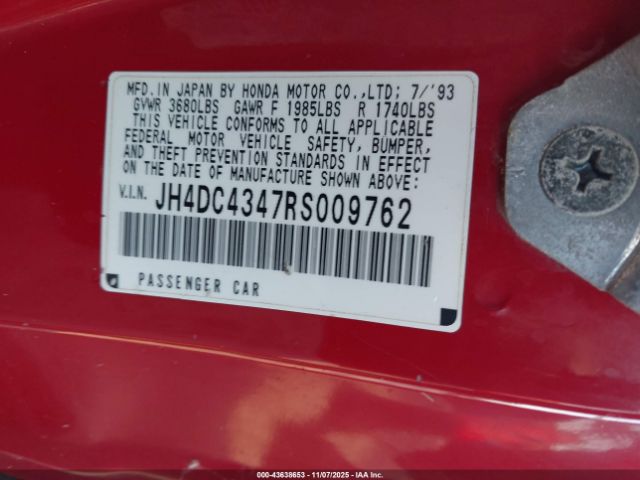 MFD. IN JAPAN BY HONDA MOTOR CO.,LTD; 7/'93
GVWR 3680LBS GAWR F 1985LBS R 1740LBS
THIS VEHICLE CONFORMS TO ALL APPLICABLE
FEDERAL MOTOR VEHICLE SAFETY, BUMPER,
AND THEFT PREVENTION STANDARDS IN EFFECT
ON THE DATE OF MANUFACTURE SHOWN ABOVE:
V.I.N. JH4DC4347RS009762
PASSENGER CAR
000-43638653 - 11/07/2025 - IAA, Inc.